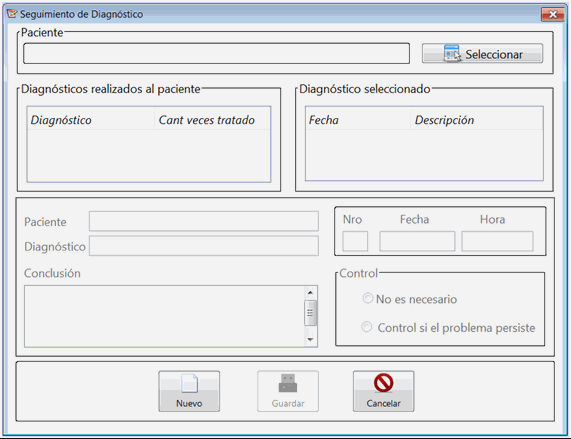 Seguimiento de Diagnóstico
Paciente
Seleccionar
Diagnósticos realizados al paciente
Diagnóstico seleccionado
Diagnóstico Cant veces tratado
Fecha Descripción
Paciente
Nro Fecha Hora
Diagnóstico
Conclusión
Control
No es necesario
Control si el problema persiste
Nuevo
Guardar
Cancelar